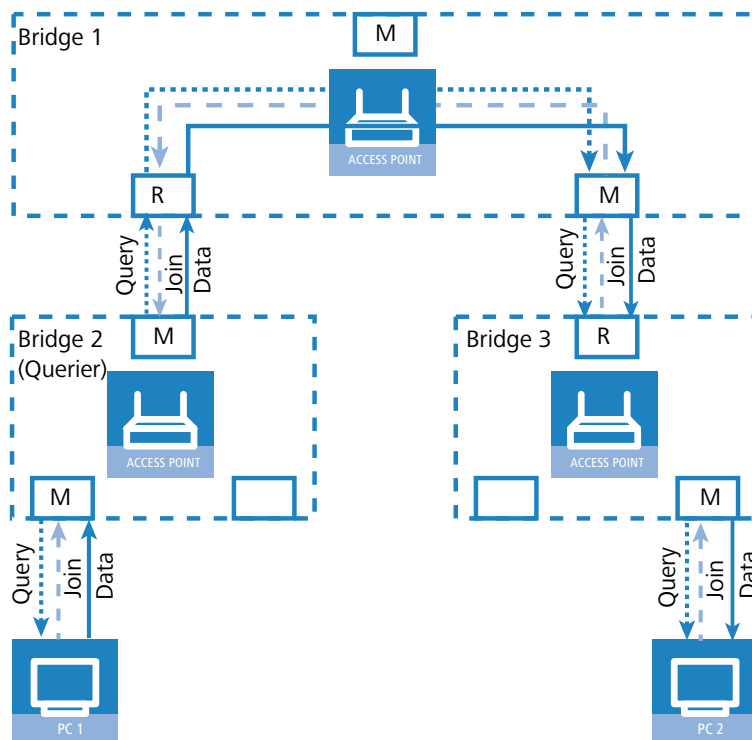 Bridge 1
M
ACCESS POINT
R
M
Query
Join
Data
Query
Join
Data
Bridge 2
(Querier)
M
Bridge 3
R
ACCESS POINT
ACCESS POINT
M
M
Query
Join
Data
Query
Join
Data
PC 1
PC 2